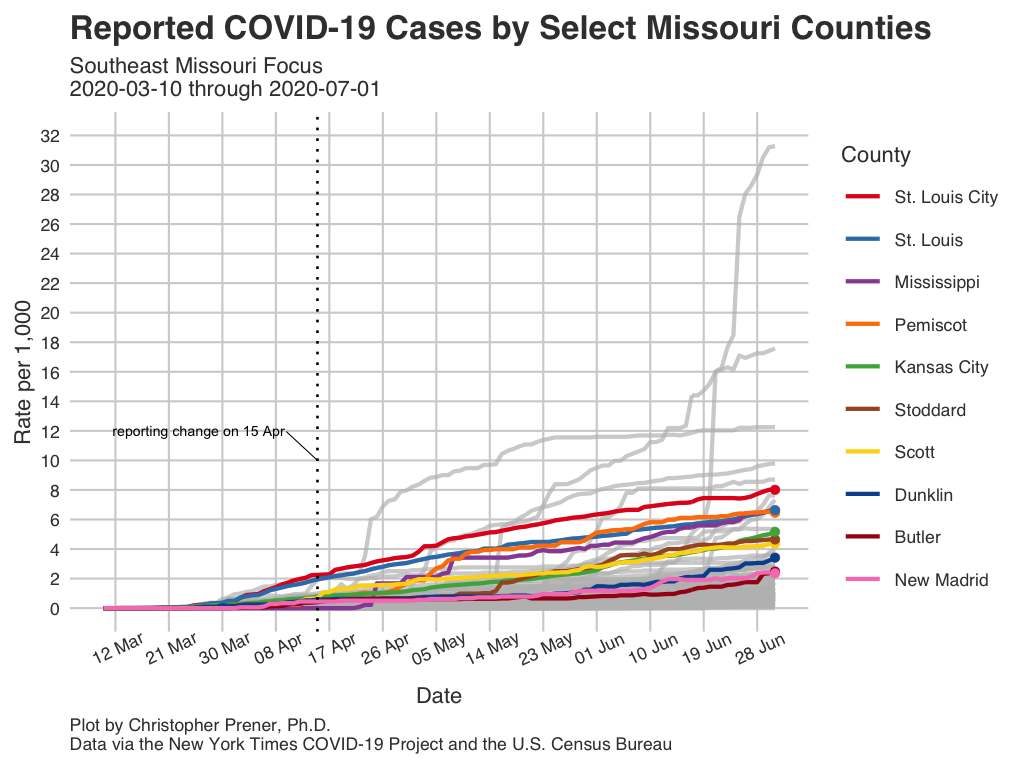 Reported COVID-19 Cases by Select Missouri Counties
Southeast Missouri Focus
2020-03-10 through 2020-07-01
Rate per 1,000
32
30
28
26
24
22
20
18
16
14
12
10
8
6
4
2
0
reporting change on 15 Apr
12 Mar
21 Mar
30 Mar
08 Apr
17 Apr
26 Apr
05 May
14 May
23 May
01 Jun
10 Jun
19 Jun
28 Jun
Date
County
St. Louis City
St. Louis
Mississippi
Pemiscot
Kansas City
Stoddard
Scott
Dunklin
Butler
New Madrid
Plot by Christopher Prener, Ph.D.
Data via the New York Times COVID-19 Project and the U.S. Census Bureau